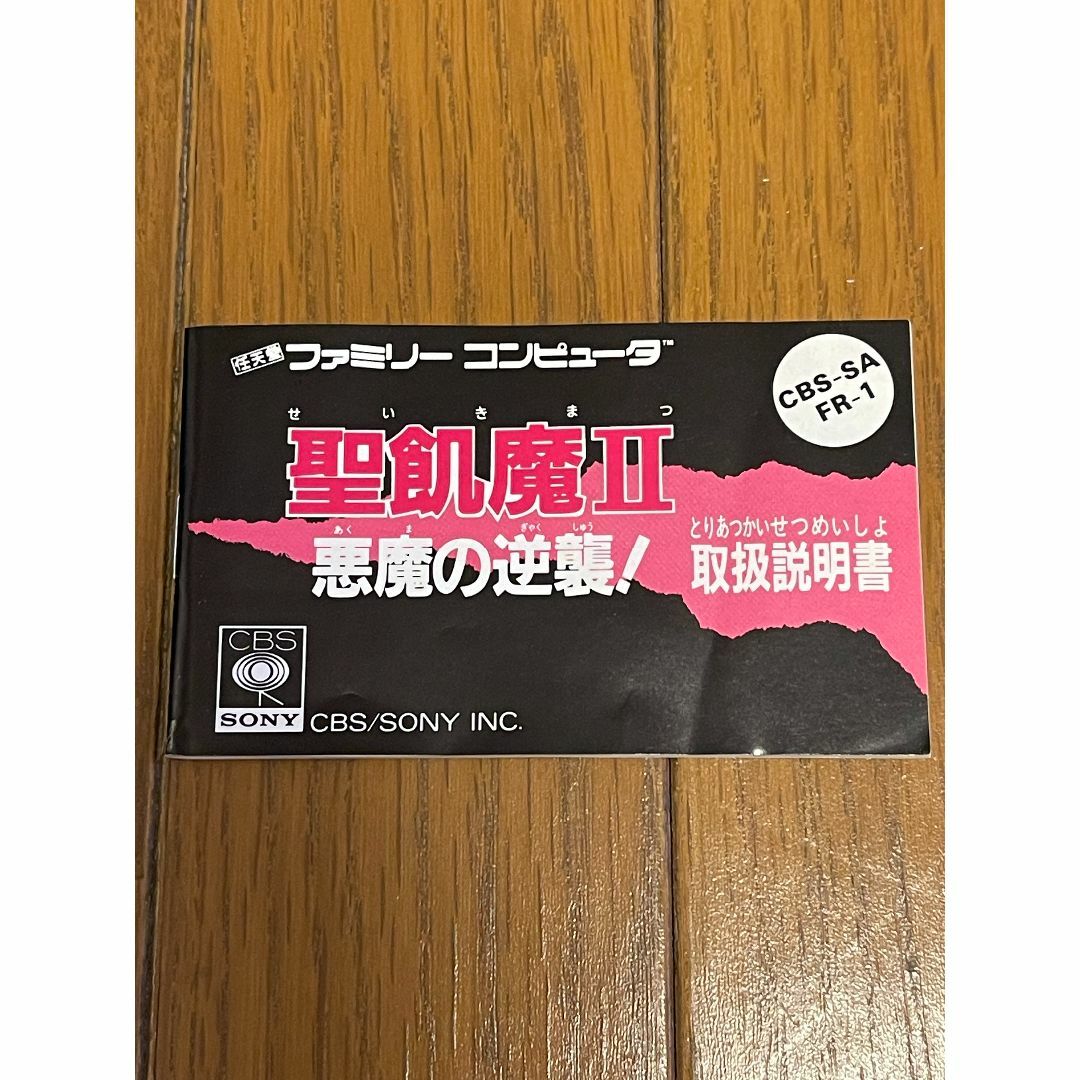 任天堂 ファミリー コンピュータ™
CBS-SA
FR-1
せいきまつ
聖飢魔II
あくま ぎゃくしゅう
悪魔の逆襲!
とりあつかいせつめいしょ
取扱説明書
CBS
SONY
CBS/SONY INC.